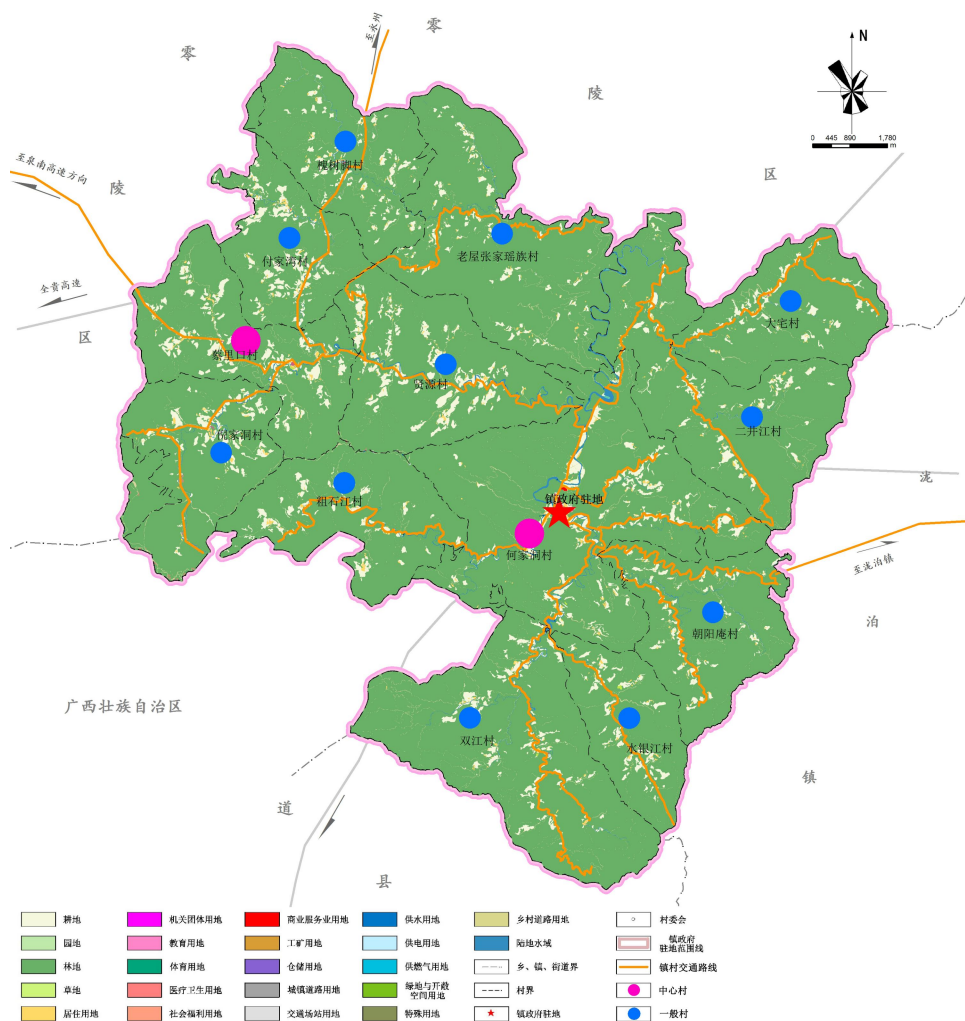 至永州
零
零
陵
N
0 445 890 1,780
m
至泉南高速方向
陵
区
槐树脚村
付家湾村
老屋张家瑶族村
大宅村
全贵高速
区
蔡里口村
贤源村
二井江村
倪家洞村
泷
祖石江村
镇政府驻地
何家洞村
至泷泊镇
泊
朝阳庵村
广西壮族自治区
双江村
水银江村
镇
道
县
耕地
机关团体用地
商业服务业用地
供水用地
乡村道路用地
村委会
园地
教育用地
工矿用地
供电用地
陆地水域
镇政府
驻地范围线
林地
体育用地
仓储用地
供燃气用地
乡、镇、街道界
镇村交通路线
草地
医疗卫生用地
城镇道路用地
绿地与开敞
空间用地
村界
中心村
居住用地
社会福利用地
交通场站用地
特殊用地
镇政府驻地
一般村